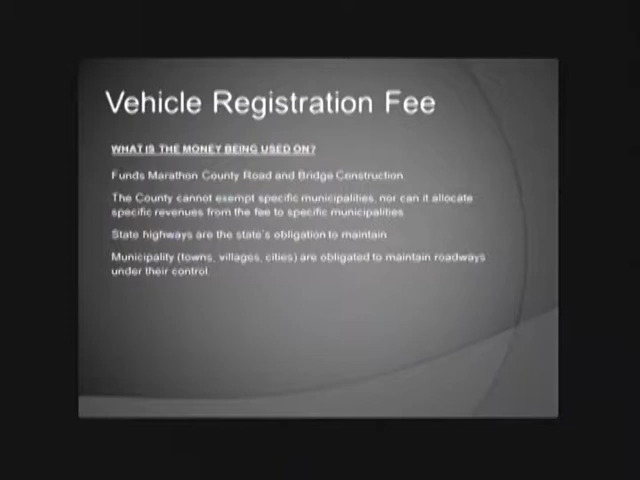 Vehicle Registration Fee
WHAT IS THE MONEY BEING USED ON?
Funds Marathon County Road and Bridge Construction
The County cannot exempt specific municipalities, nor can it allocate
specific revenues from the fee to specific municipalities
State highways are the state's obligation to maintain
Municipality (towns, villages, cities) are obligated to maintain roadways
under their control